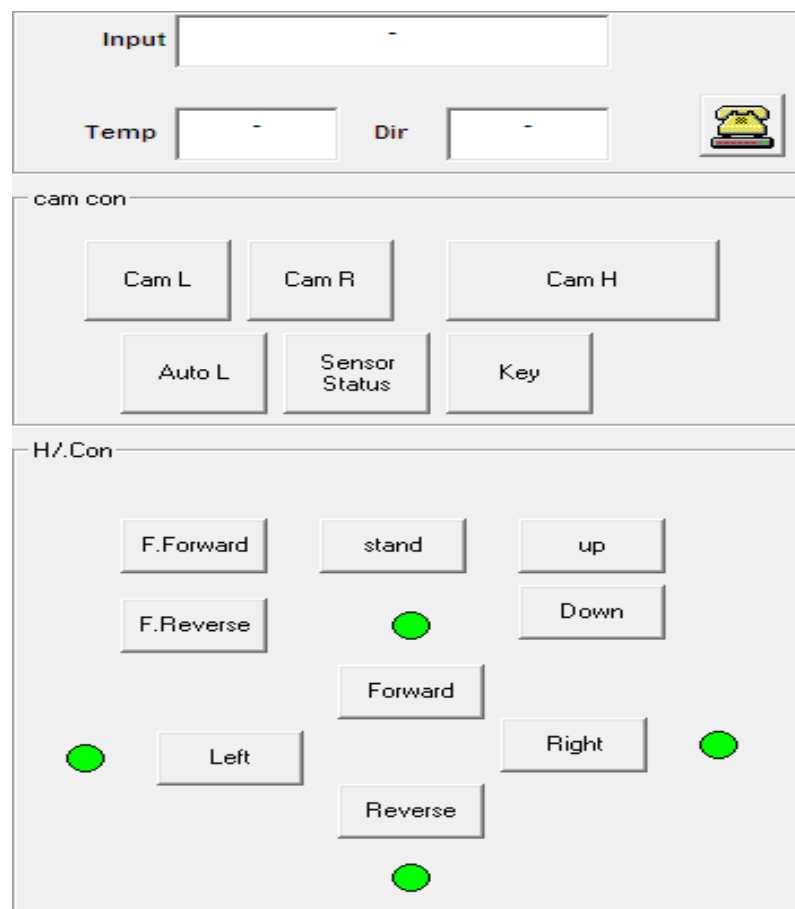 Input -
Temp - Dir -
cam con
Cam L Cam R Cam H
Auto L Sensor Status Key
H/.Con
F.Forward stand up
F.Reverse Down
Forward
Left Right
Reverse